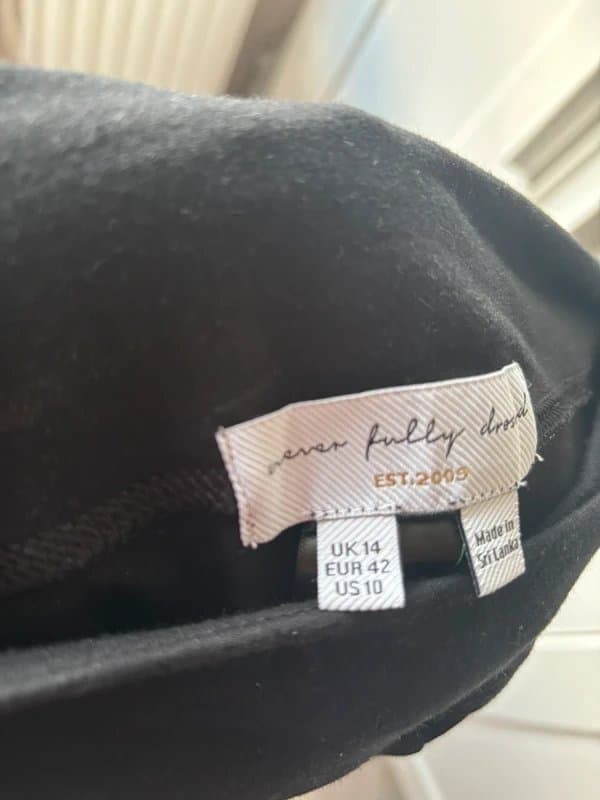 never fully dressed
EST.2009
UK 14
EUR 42
US 10
Made in
Sri Lanka